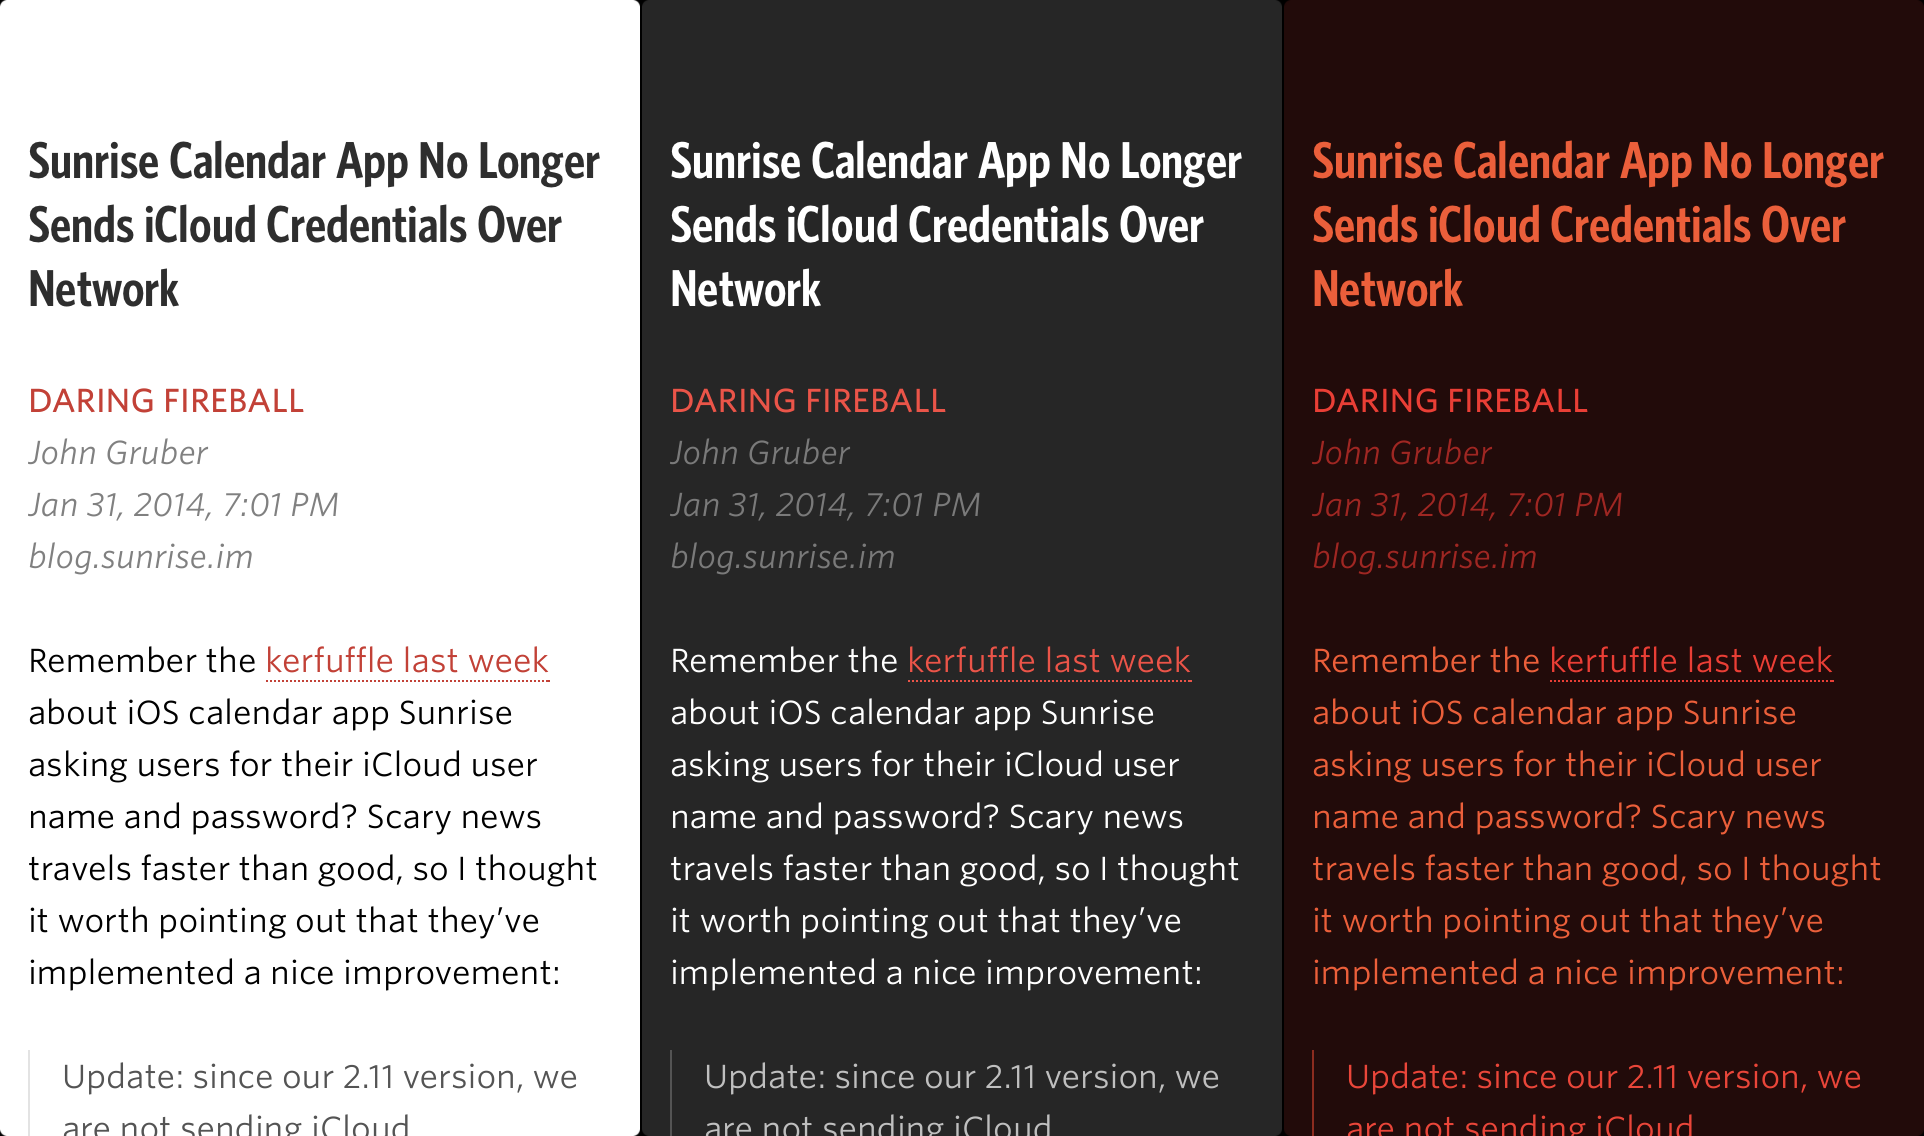 Sunrise Calendar App No Longer
Sends iCloud Credentials Over
Network
DARING FIREBALL
John Gruber
Jan 31, 2014, 7:01 PM
blog.sunrise.im
Remember the kerfuffle last week
about iOS calendar app Sunrise
asking users for their iCloud user
name and password? Scary news
travels faster than good, so I thought
it worth pointing out that they’ve
implemented a nice improvement:
Update: since our 2.11 version, we
are not sending iCloud
Sunrise Calendar App No Longer
Sends iCloud Credentials Over
Network
DARING FIREBALL
John Gruber
Jan 31, 2014, 7:01 PM
blog.sunrise.im
Remember the kerfuffle last week
about iOS calendar app Sunrise
asking users for their iCloud user
name and password? Scary news
travels faster than good, so I thought
it worth pointing out that they’ve
implemented a nice improvement:
Update: since our 2.11 version, we
are not sending iCloud
Sunrise Calendar App No Longer
Sends iCloud Credentials Over
Network
DARING FIREBALL
John Gruber
Jan 31, 2014, 7:01 PM
blog.sunrise.im
Remember the kerfuffle last week
about iOS calendar app Sunrise
asking users for their iCloud user
name and password? Scary news
travels faster than good, so I thought
it worth pointing out that they’ve
implemented a nice improvement:
Update: since our 2.11 version, we
are not sending iCloud